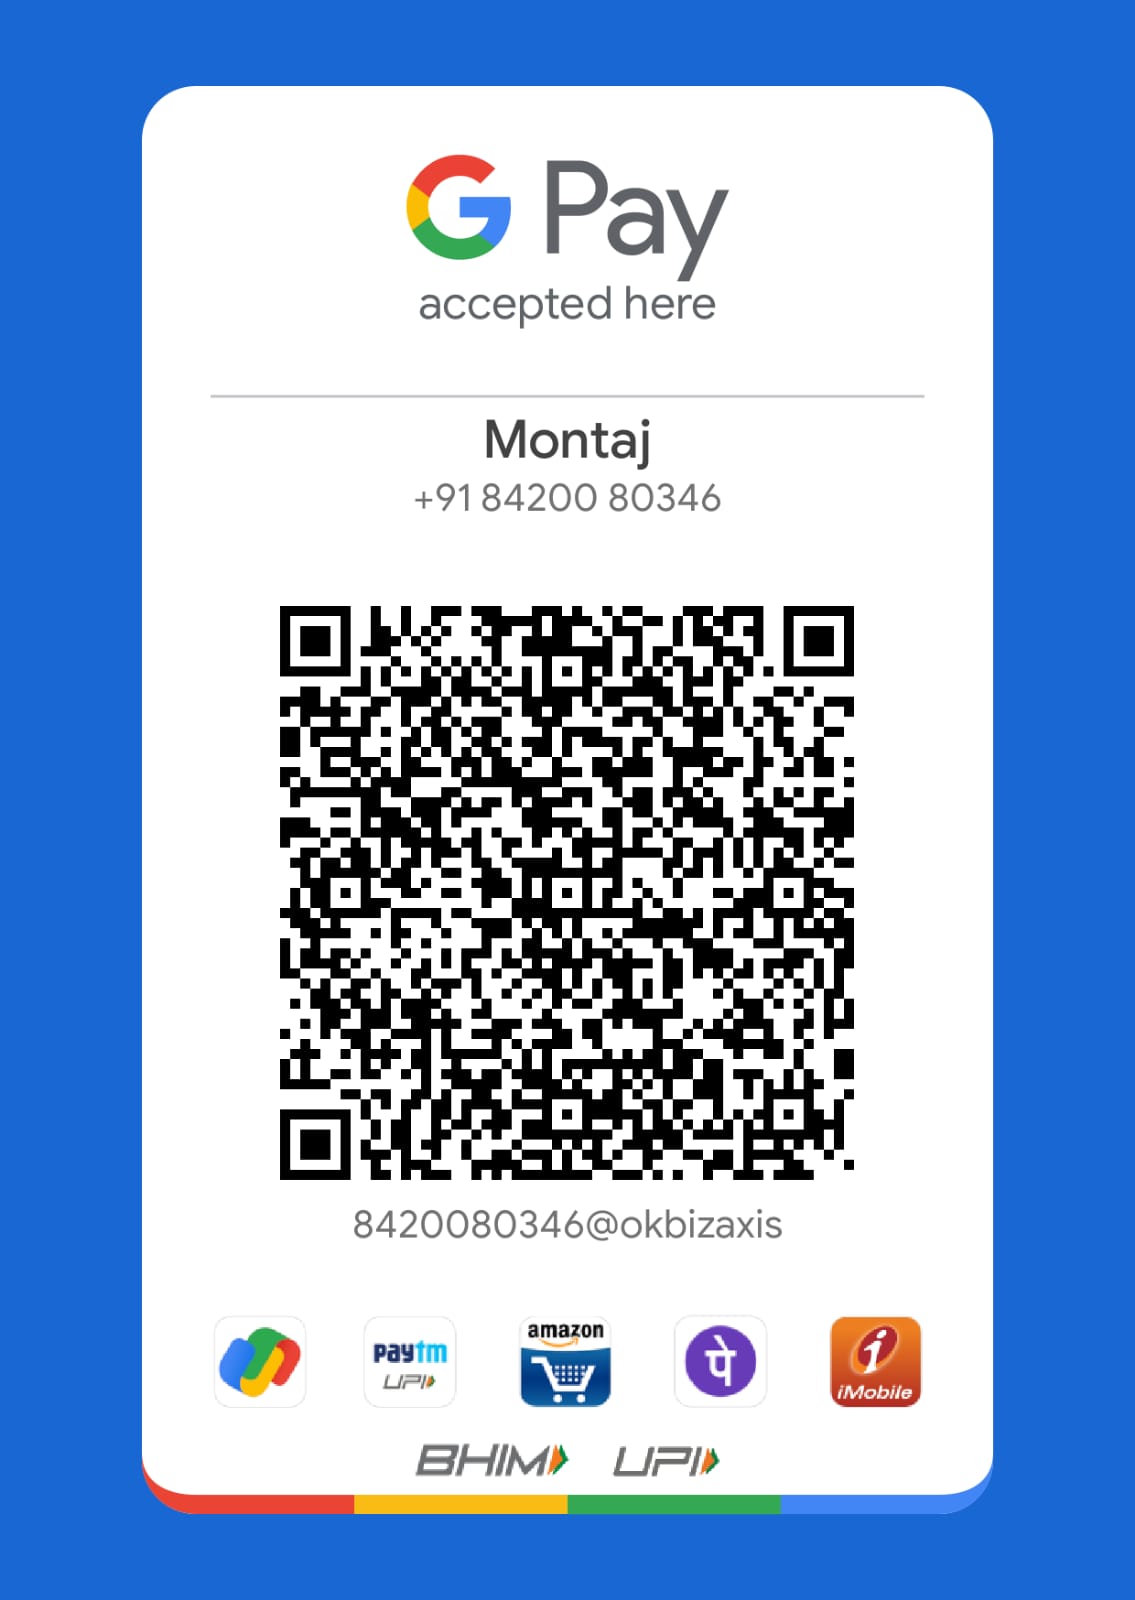 G Pay
accepted here
Montaj
+91 84200 80346
8420080346@okbizaxis
paytm
UPI
amazon
पे
i
iMobile
BHIM UPI